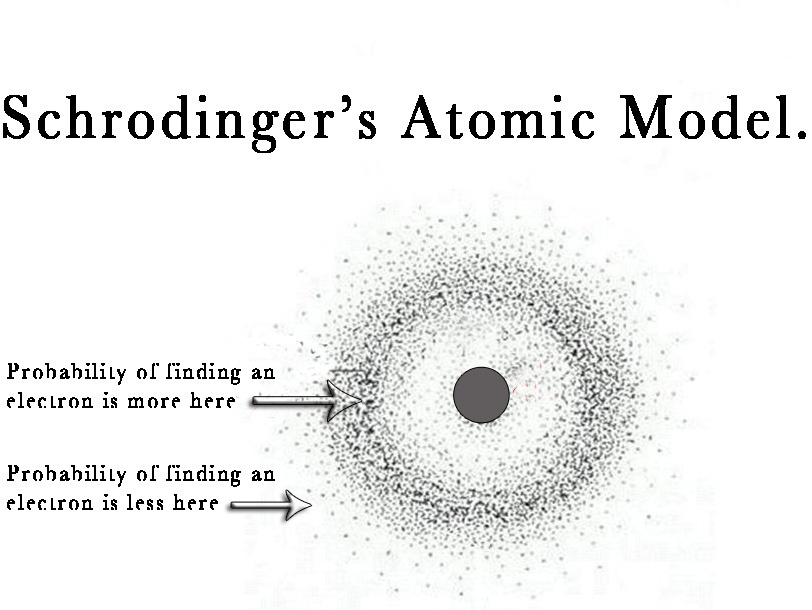 Schrodinger's Atomic Model.
Probability of finding an
electron is more here
Probability of finding an
electron is less here